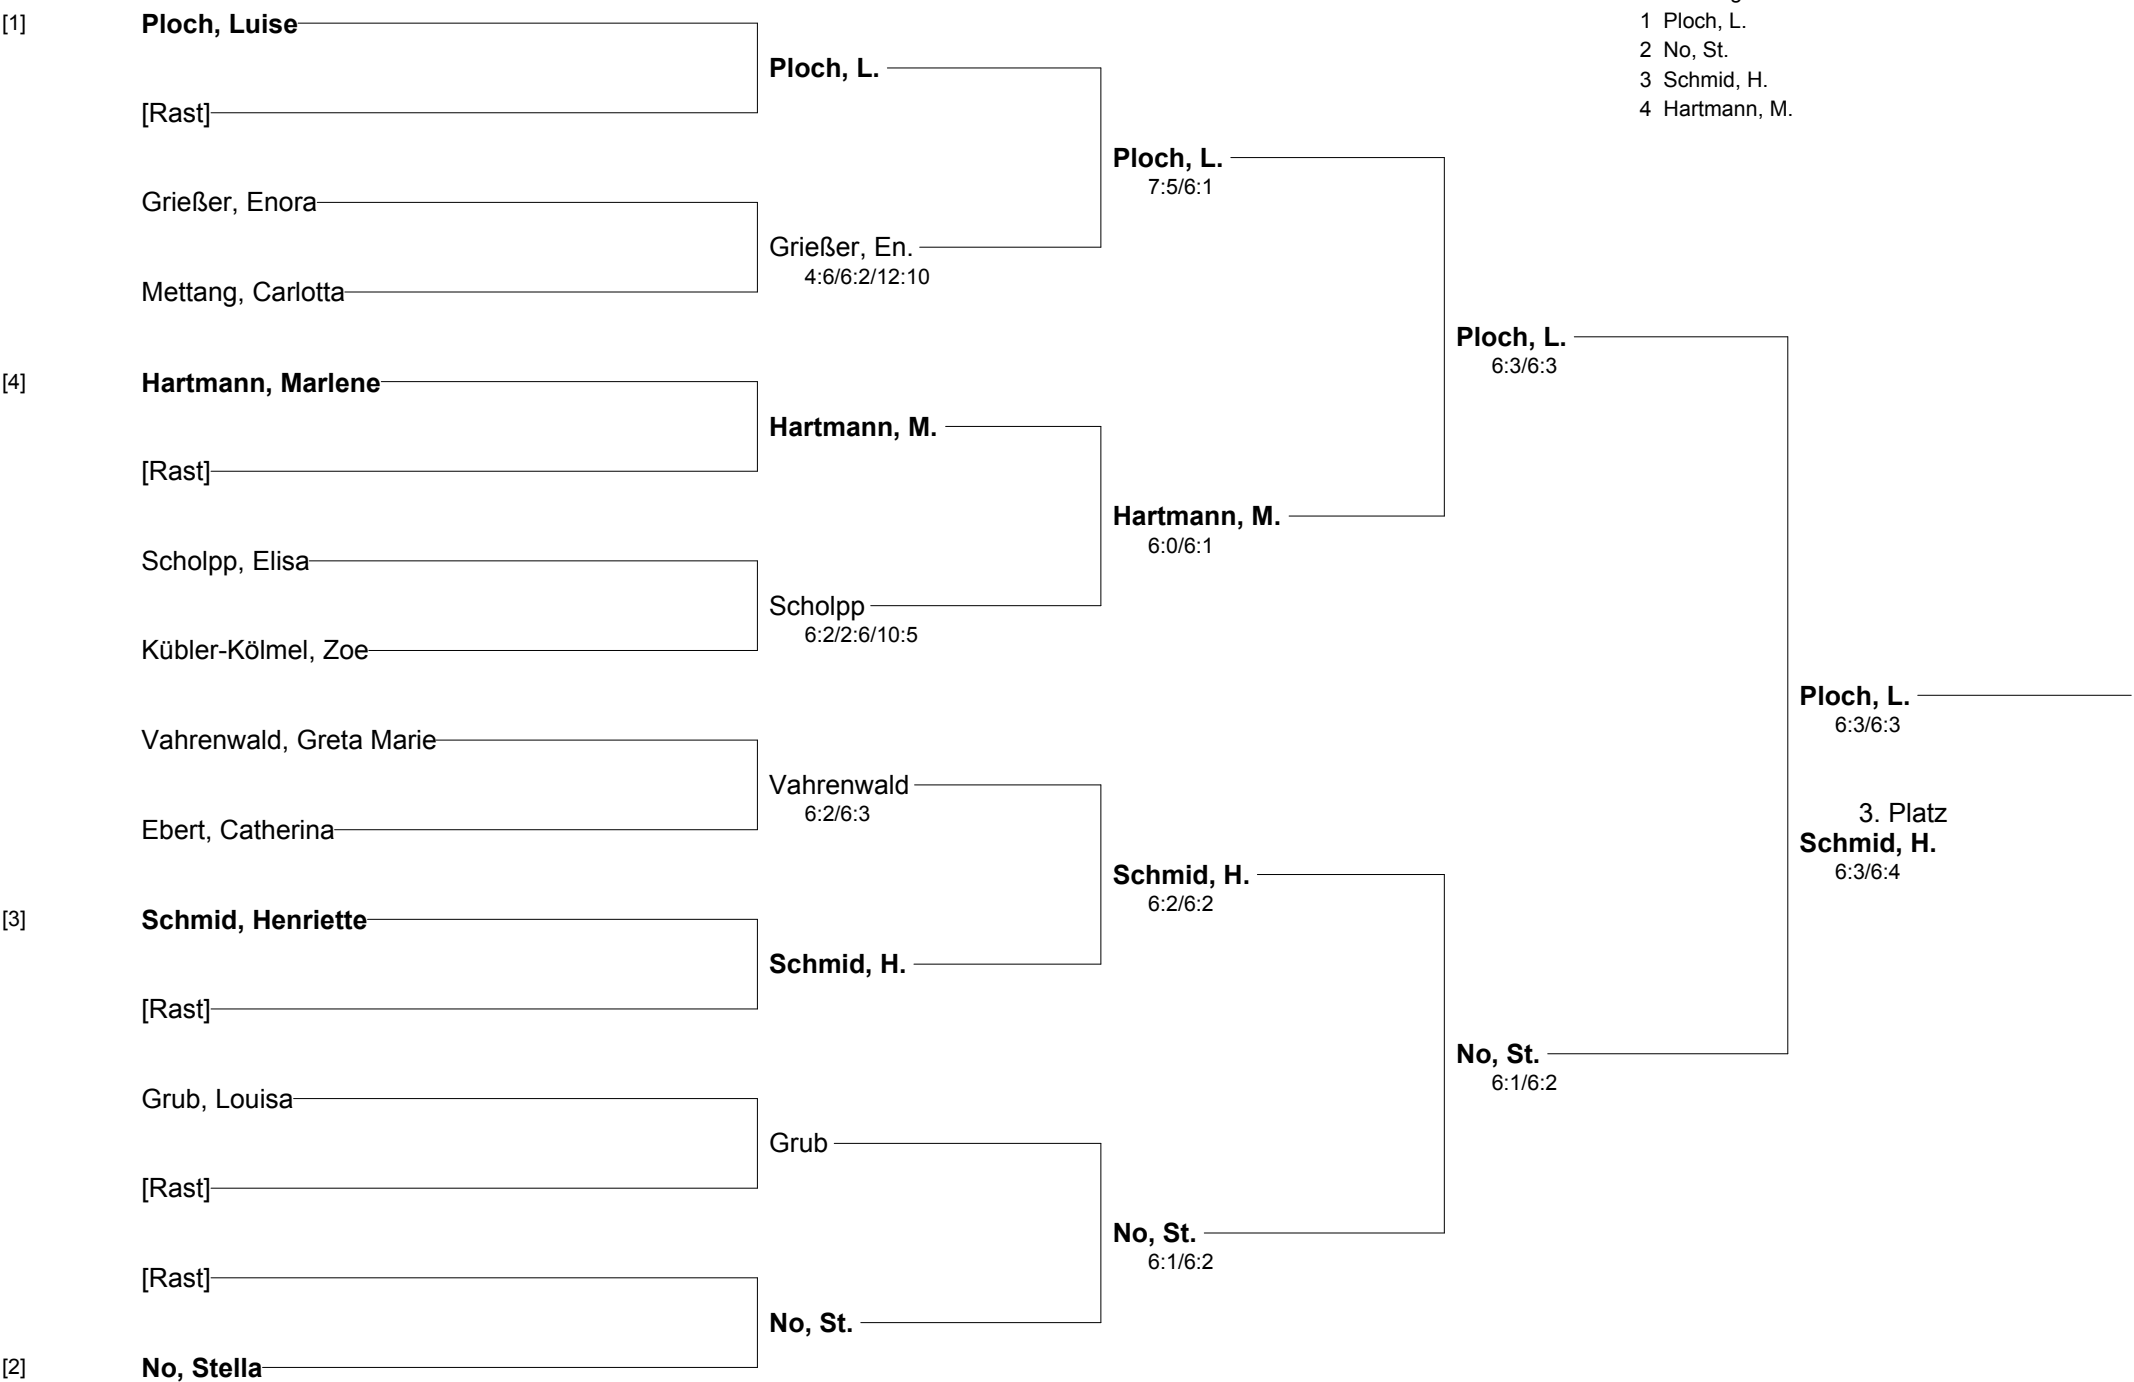 [1] Ploch, Luise
[Rast]
Grießer, Enora
Mettang, Carlotta
[4] Hartmann, Marlene
[Rast]
Scholpp, Elisa
Kübler-Kölmel, Zoe
Vahrenwald, Greta Marie
Ebert, Catherina
[3] Schmid, Henriette
[Rast]
Grub, Louisa
[Rast]
[Rast]
[2] No, Stella
Ploch, L.
Grießer, En.
4:6/6:2/12:10
Hartmann, M.
Scholpp
6:2/2:6/10:5
Vahrenwald
6:2/6:3
Schmid, H.
Grub
No, St.
Ploch, L.
7:5/6:1
Hartmann, M.
6:0/6:1
Schmid, H.
6:2/6:2
No, St.
6:1/6:2
Ploch, L.
6:3/6:3
No, St.
6:1/6:2
Ploch, L.
6:3/6:3
3. Platz
Schmid, H.
6:3/6:4
1 Ploch, L.
2 No, St.
3 Schmid, H.
4 Hartmann, M.